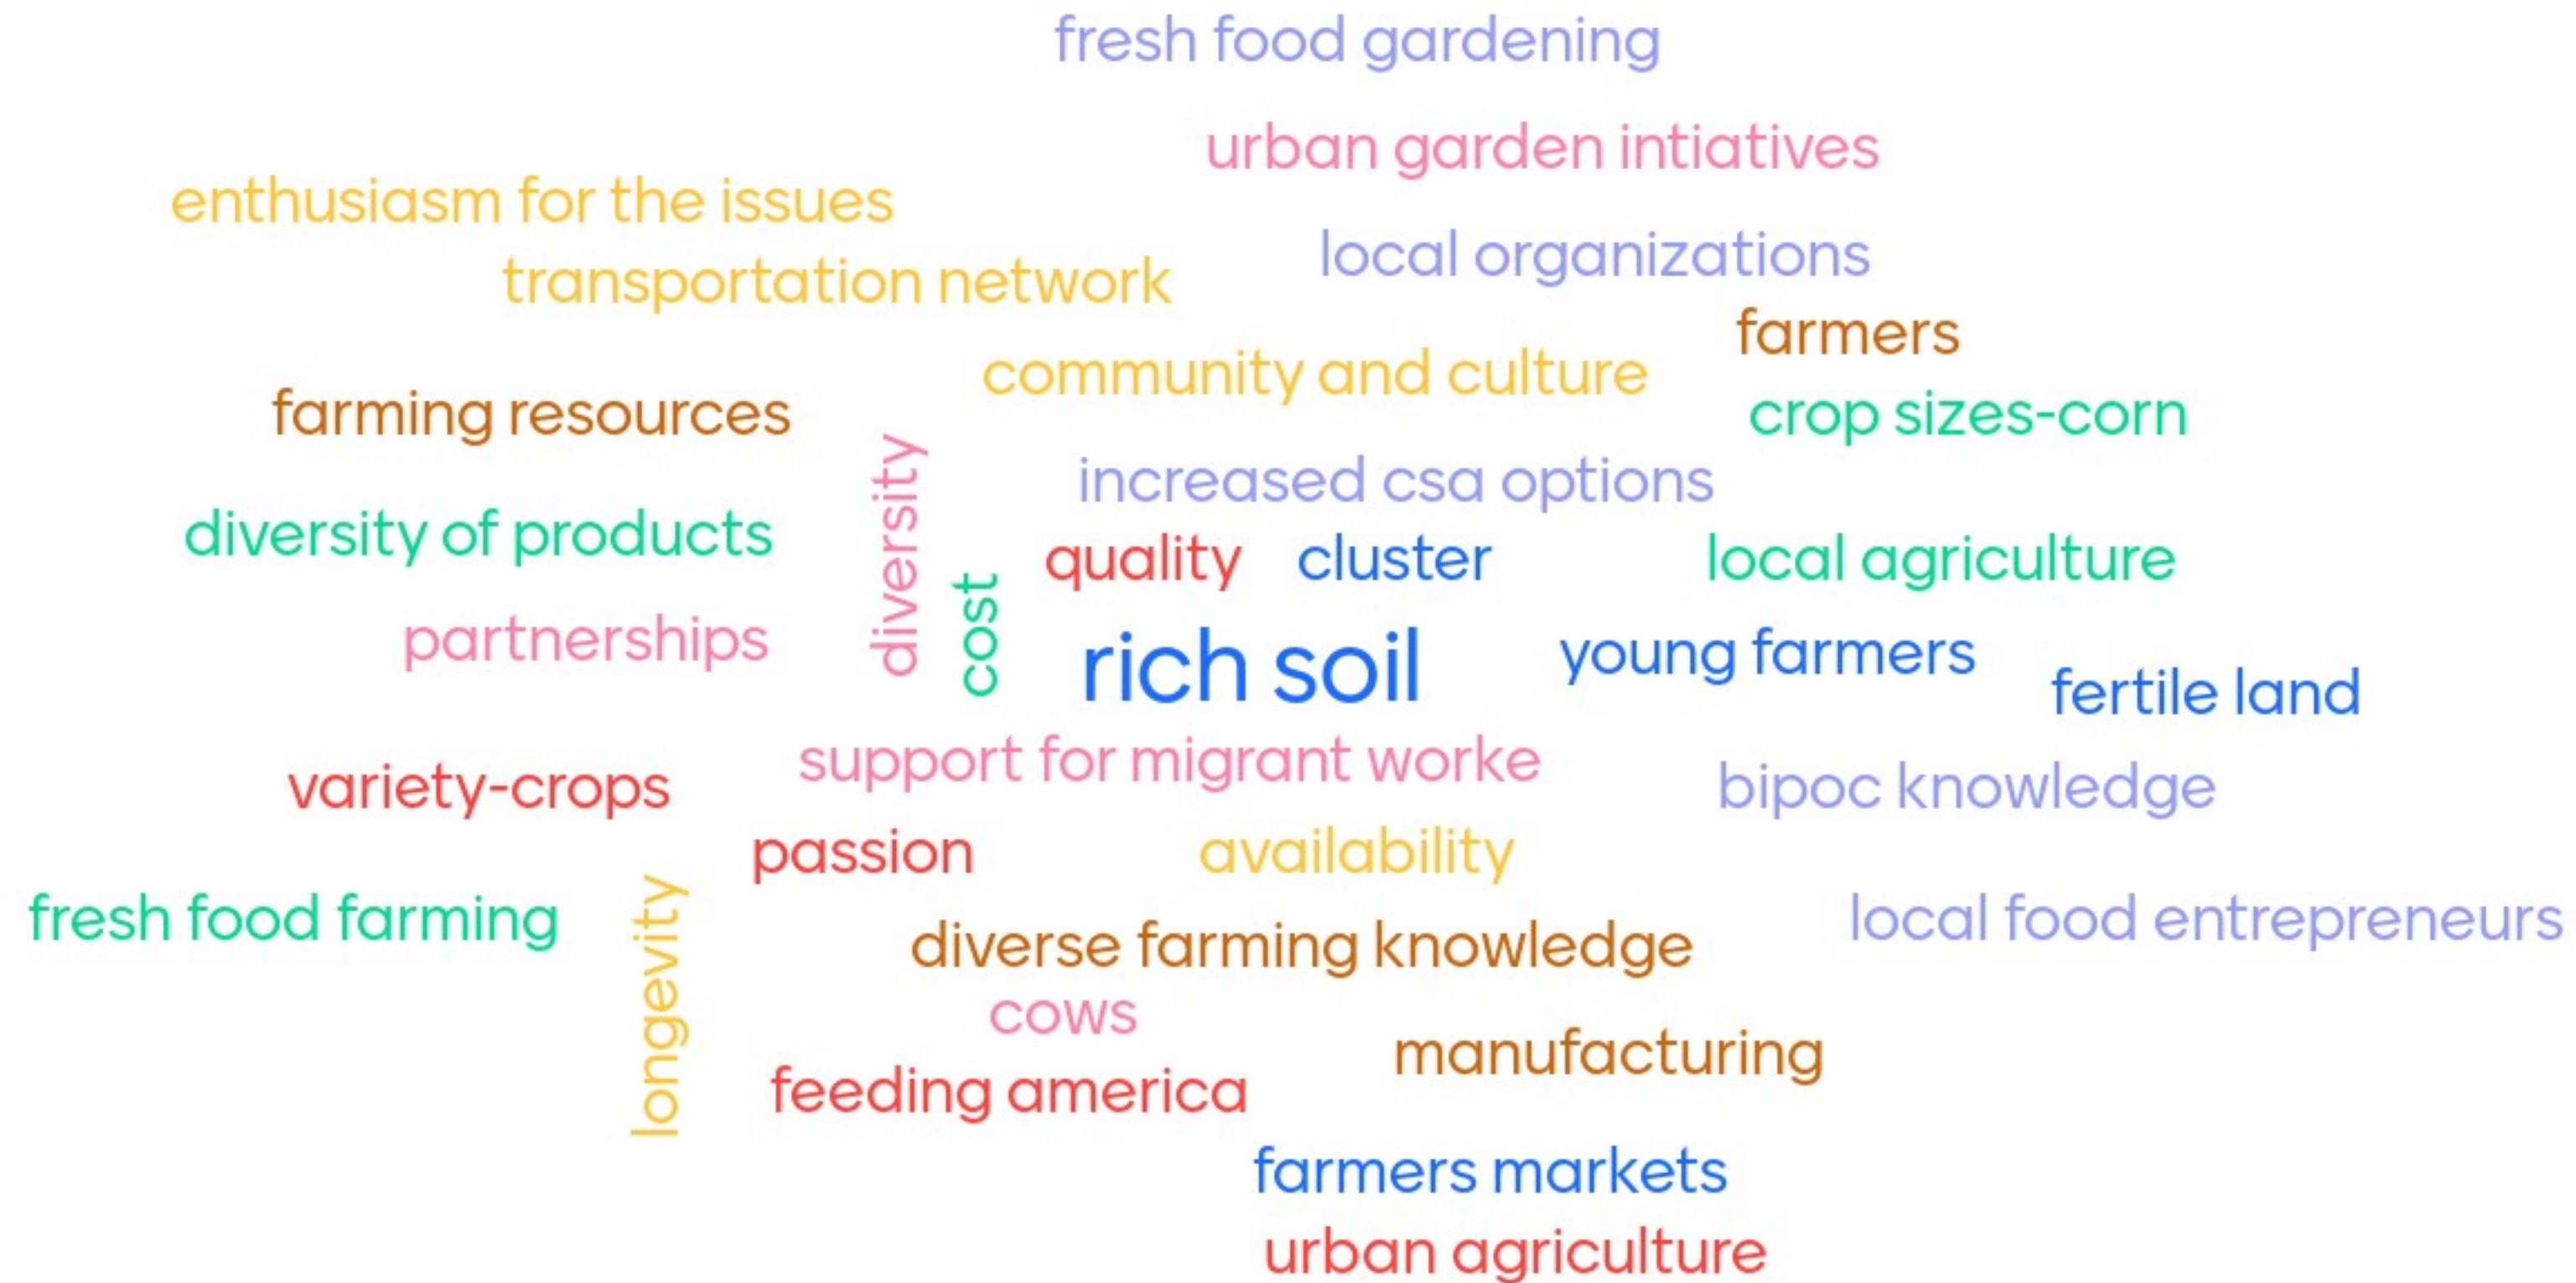 fresh food gardening
urban garden intiatives
enthusiasm for the issues
local organizations
transportation network
farmers
community and culture
farming resources
crop sizes-corn
diversity
increased csa options
diversity of products
quality
cluster
local agriculture
cost
partnerships
rich soil
young farmers
fertile land
support for migrant worke
variety-crops
bipoc knowledge
passion
availability
fresh food farming
longevity
local food entrepreneurs
diverse farming knowledge
cows
manufacturing
feeding america
farmers markets
urban agriculture